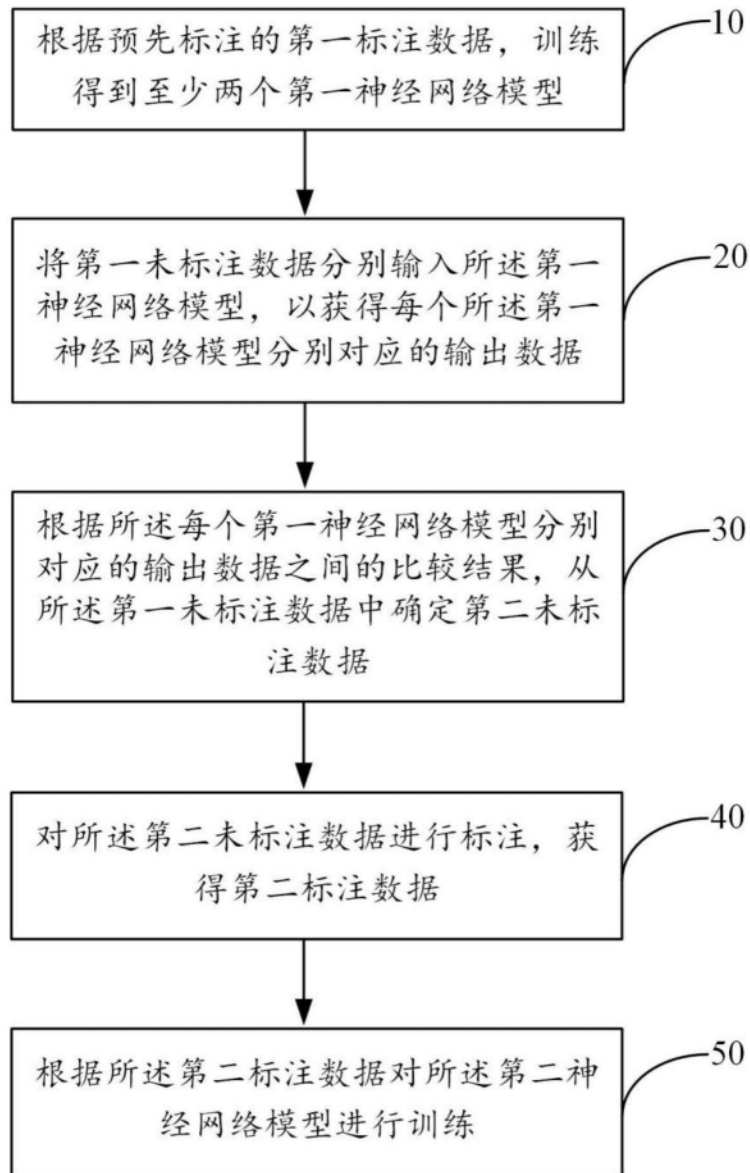 根据预先标注的第一标注数据，训练
得到至少两个第一神经网络模型
10
将第一未标注数据分别输入所述第一
神经网络模型，以获得每个所述第一
神经网络模型分别对应的输出数据
20
根据所述每个第一神经网络模型分别
对应的输出数据之间的比较结果，从
所述第一未标注数据中确定第二未标
注数据
30
对所述第二未标注数据进行标注，获
得第二标注数据
40
根据所述第二标注数据对所述第二神
经网络模型进行训练
50